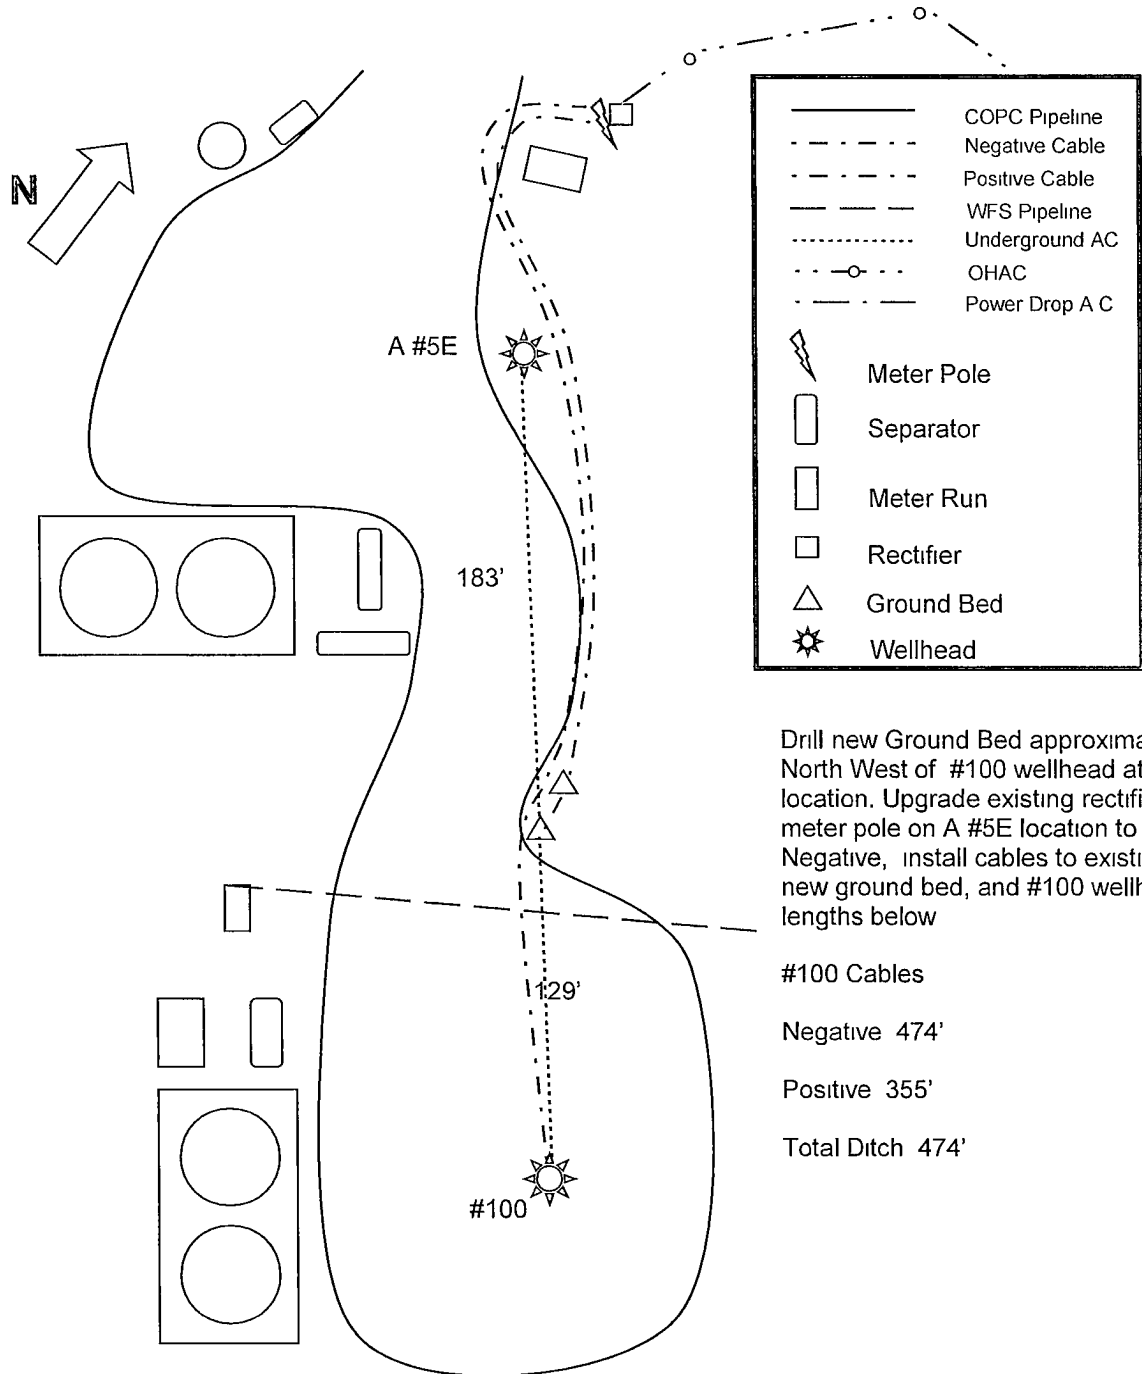 N
A #5E
183'
129'
#100
COPC Pipeline
Negative Cable
Positive Cable
WFS Pipeline
Underground AC
OHAC
Power Drop A C
Meter Pole
Separator
Meter Run
Rectifier
Ground Bed
Wellhead
Drill new Ground Bed
North West of #100 wellhead at
location. Upgrade existing
meter pole on A #5E location to
Negative, install cables to
new ground bed, and #100
lengths below
#100 Cables
Negative 474'
Positive 355'
Total Ditch 474'